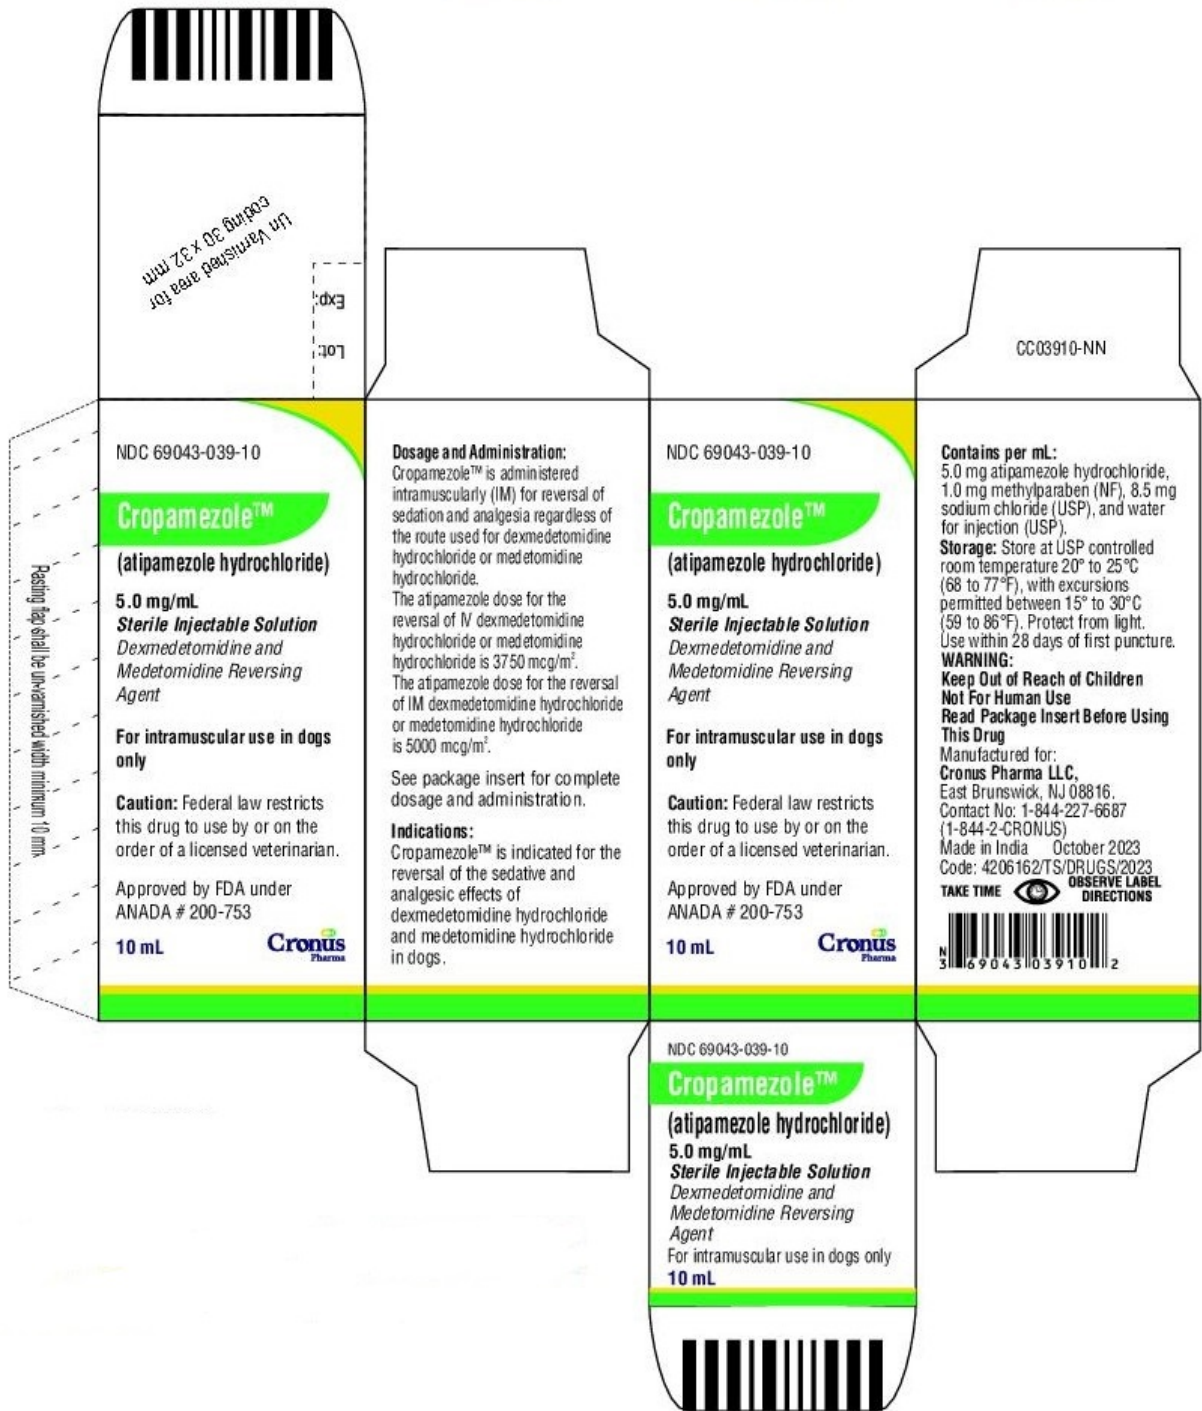 Un Varnished area for
coding 30 x 32 mm
Exp:
Lot:
Pasting flap shall be un-varnished width minimum 10 mm
NDC 69043-039-10
Cropamezole™
(atipamezole hydrochloride)
5.0 mg/mL
Sterile Injectable Solution
Dexmedetomidine and
Medetomidine Reversing
Agent
For intramuscular use in dogs
only
Caution: Federal law restricts
this drug to use by or on the
order of a licensed veterinarian.
Approved by FDA under
ANADA # 200-753
10 mL
Cronus
Pharma
Dosage and Administration:
Cropamezole™ is administered
intramuscularly (IM) for reversal of
sedation and analgesia regardless of
the route used for dexmedetomidine
hydrochloride or medetomidine
hydrochloride.
The atipamezole dose for the
reversal of IV dexmedetomidine
hydrochloride or medetomidine
hydrochloride is 3750 mcg/m².
The atipamezole dose for the reversal
of IM dexmedetomidine hydrochloride
or medetomidine hydrochloride
is 5000 mcg/m².
See package insert for complete
dosage and administration.
Indications:
Cropamezole™ is indicated for the
reversal of the sedative and
analgesic effects of
dexmedetomidine hydrochloride
and medetomidine hydrochloride
in dogs.
NDC 69043-039-10
Cropamezole™
(atipamezole hydrochloride)
5.0 mg/mL
Sterile Injectable Solution
Dexmedetomidine and
Medetomidine Reversing
Agent
For intramuscular use in dogs
only
Caution: Federal law restricts
this drug to use by or on the
order of a licensed veterinarian.
Approved by FDA under
ANADA # 200-753
10 mL
Cronus
Pharma
CC03910-NN
Contains per mL:
5.0 mg atipamezole hydrochloride,
1.0 mg methylparaben (NF), 8.5 mg
sodium chloride (USP), and water
for injection (USP).
Storage: Store at USP controlled
room temperature 20° to 25°C
(68 to 77°F), with excursions
permitted between 15° to 30°C
(59 to 86°F). Protect from light.
Use within 28 days of first puncture.
WARNING:
Keep Out of Reach of Children
Not For Human Use
Read Package Insert Before Using
This Drug
Manufactured for:
Cronus Pharma LLC,
East Brunswick, NJ 08816.
Contact No: 1-844-227-6687
(1-844-2-CRONUS)
Made in India October 2023
Code: 4206162/TS/DRUGS/2023
TAKE TIME OBSERVE LABEL
DIRECTIONS
N
3 69043 03910 2
NDC 69043-039-10
Cropamezole™
(atipamezole hydrochloride)
5.0 mg/mL
Sterile Injectable Solution
Dexmedetomidine and
Medetomidine Reversing
Agent
For intramuscular use in dogs only
10 mL